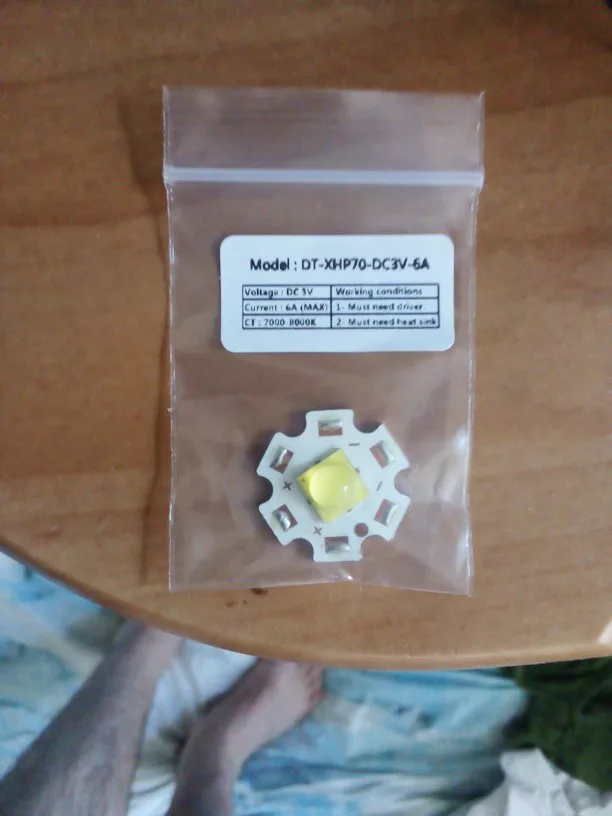 Model : DT-XHP70-DC3V-6A
Voltage : DC 3V Working conditions
Current : 6A (MAX) 1- Must need driver.
CT : 7000-8000K 2- Must need heat sink
+ -
+ -